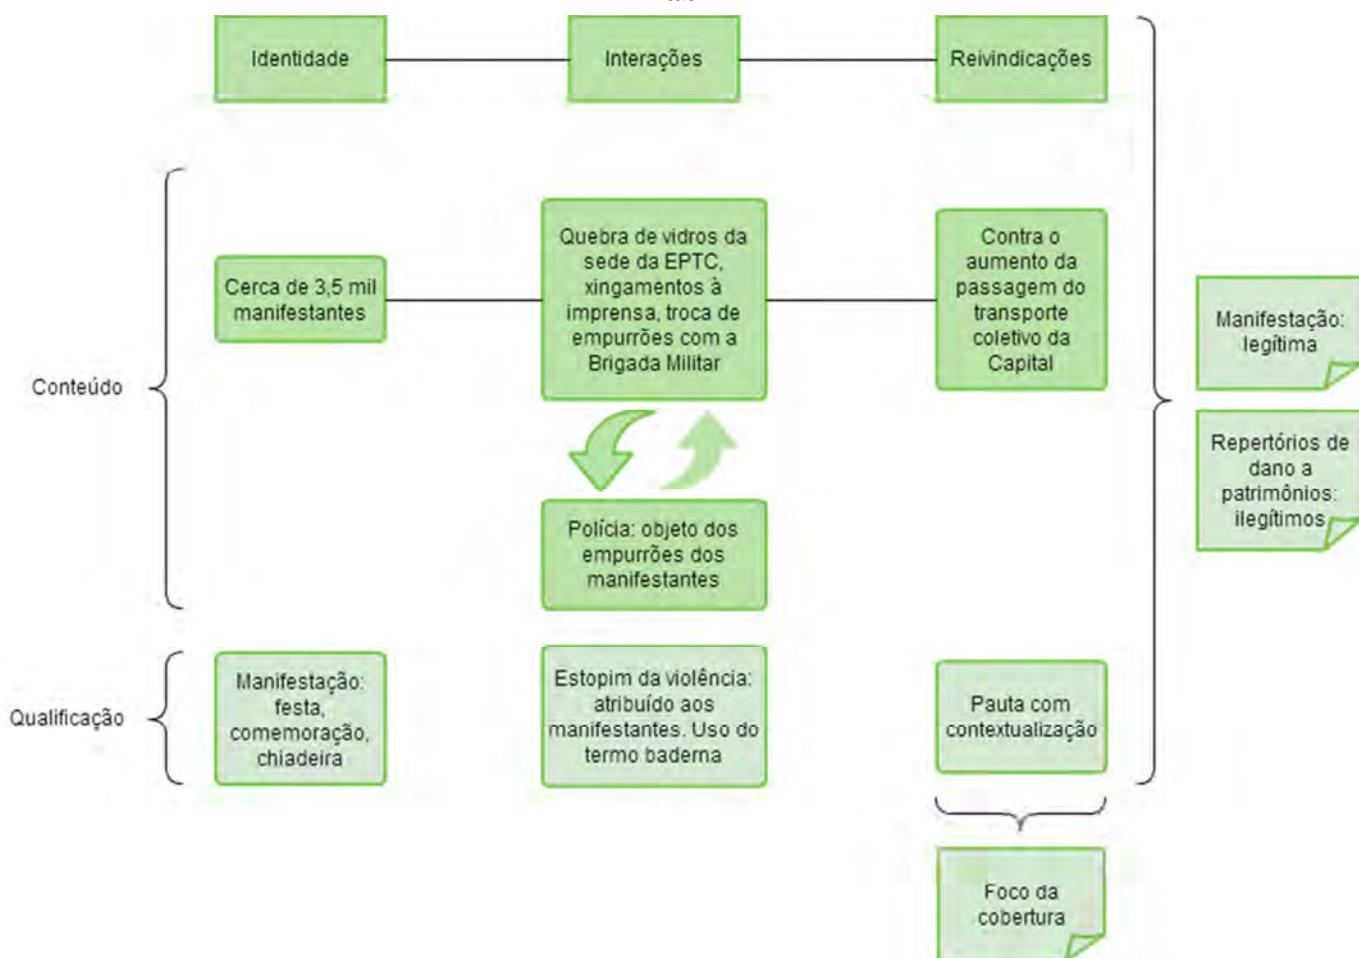 Identidade
Interações
Reivindicações
Conteúdo
Cerca de 3,5 mil
manifestantes
Quebra de vidros da
sede da EPTC,
xingamentos à
imprensa, troca de
empurrões com a
Brigada Militar
Contra o
aumento da
passagem do
transporte
coletivo da
Capital
Polícia: objeto dos
empurrões dos
manifestantes
Manifestação:
legítima
Repertórios de
dano a
patrimônios:
ilegítimos
Qualificação
Manifestação:
festa,
comemoração,
chiadeira
Estopim da violência:
atribuído aos
manifestantes. Uso do
termo baderna
Pauta com
contextualização
Foco da
cobertura